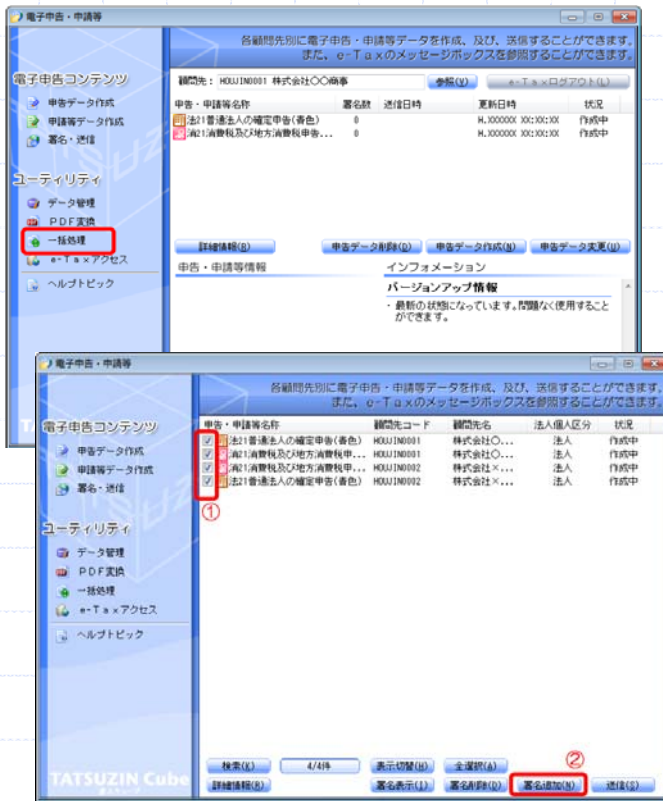 電子申告・申請等
各顧問先別に電子申告・申請等データを作成、及び、送信することができます。
また、e-Taxのメッセージボックスを参照することができます。
電子申告コンテンツ
申告データ作成
申請等データ作成
署名・送信
ユーティリティ
データ管理
PDF変換
一括処理
e-Taxアクセス
ヘルプトピック
顧問先： HOUJIN0001 株式会社○○商事 参照(V) e-Taxログアウト(L)
申告・申請等名称 署名数 送信日時 更新日時 状況
法21普通法人の確定申告(青色) 0 H.XXXXXX XX:XX:XX 作成中
消21消費税及び地方消費税申告... 0 H.XXXXXX XX:XX:XX 作成中
詳細情報(R) 申告データ削除(D) 申告データ作成(N) 申告データ変更(U)
申告・申請等情報 インフォメーション
バージョンアップ情報
・最新の状態になっています。問題なく使用すること
ができます。
電子申告・申請等
各顧問先別に電子申告・申請等データを作成、及び、送信することができます。
また、e-Taxのメッセージボックスを参照することができます。
電子申告コンテンツ
申告データ作成
申請等データ作成
署名・送信
ユーティリティ
データ管理
PDF変換
一括処理
e-Taxアクセス
ヘルプトピック
TATSUZIN Cube
申告・申請等名称 顧問先コード 顧問先名 法人個人区分 状況
法21普通法人の確定申告(青色) HOUJIN0001 株式会社○... 法人 作成中
消21消費税及び地方消費税申... HOUJIN0001 株式会社○... 法人 作成中
消21消費税及び地方消費税申... HOUJIN0002 株式会社×... 法人 作成中
法21普通法人の確定申告(青色) HOUJIN0002 株式会社×... 法人 作成中
①
②
検索(K) 4/4件 表示切替(H) 全選択(A)
詳細情報(R) 署名表示(I) 署名削除(D) 署名追加(N) 送信(S)